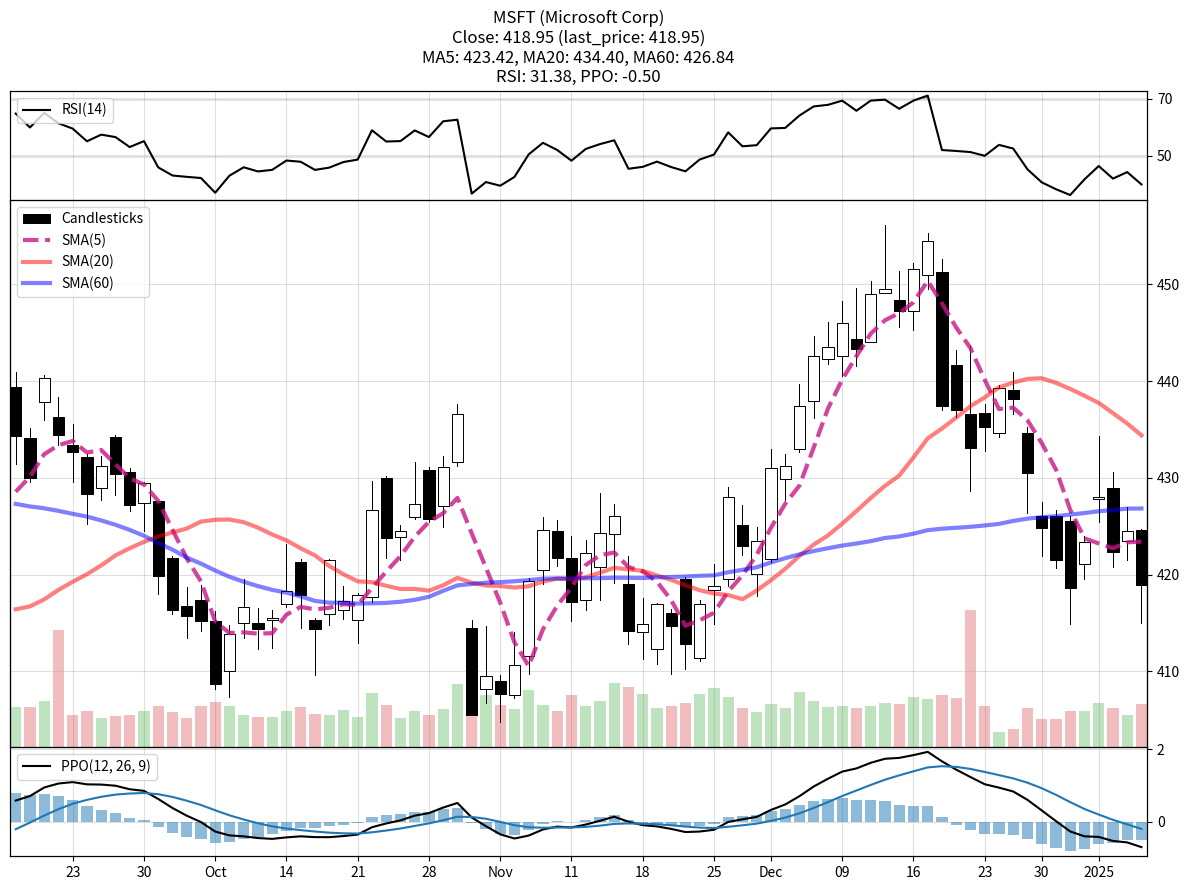 MSFT (Microsoft Corp)
Close: 418.95 (last_price: 418.95)
MA5: 423.42, MA20: 434.40, MA60: 426.84
RSI: 31.38, PPO: -0.50
RSI(14)
70
50
Candlesticks
SMA(5)
SMA(20)
SMA(60)
450
440
430
420
410
PPO(12, 26, 9)
2
0
23 30 Oct 14 21 28 Nov 11 18 25 Dec 09 16 23 30 2025